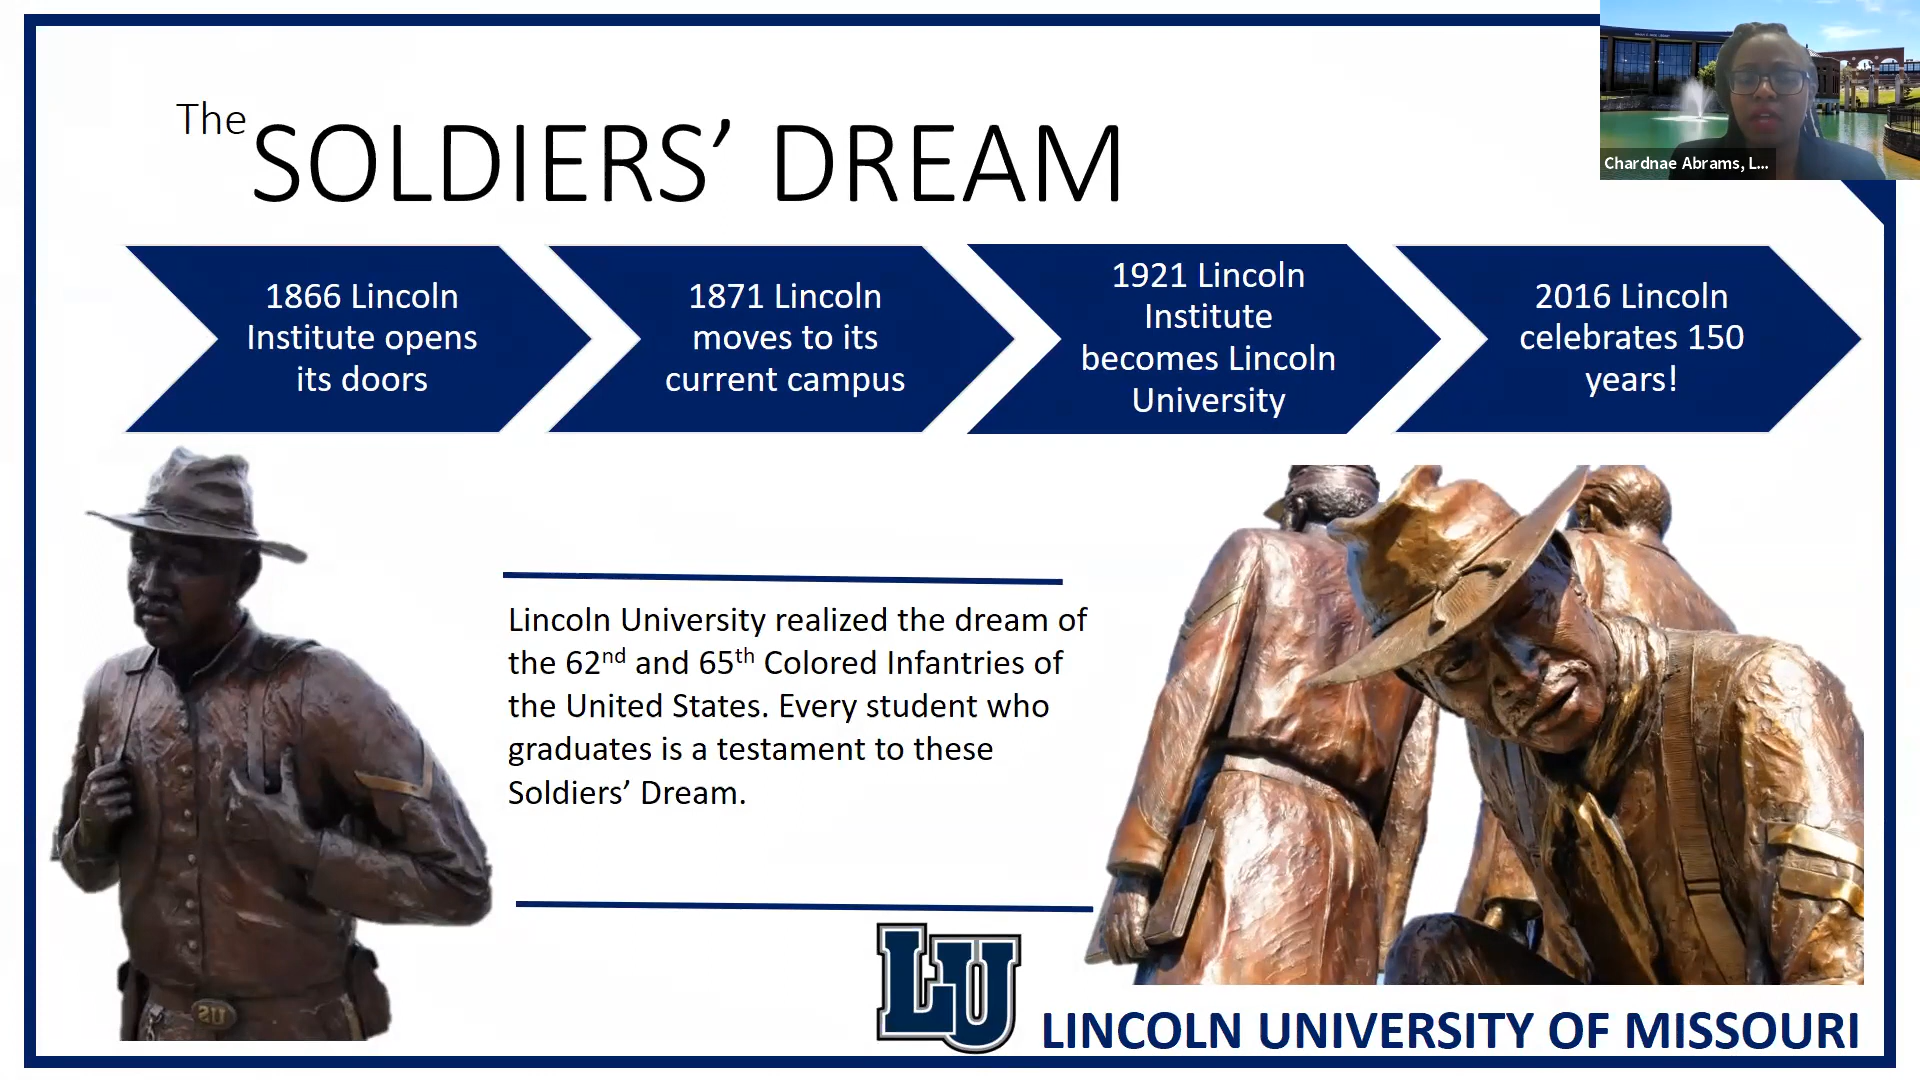 Chardnae Abrams, L...
The
SOLDIERS’ DREAM
1866 Lincoln
Institute opens
its doors
1871 Lincoln
moves to its
current campus
1921 Lincoln
Institute
becomes Lincoln
University
2016 Lincoln
celebrates 150
years!
Lincoln University realized the dream of
the 62nd and 65th Colored Infantries of
the United States. Every student who
graduates is a testament to these
Soldiers’ Dream.
US
LU
LINCOLN UNIVERSITY OF MISSOURI